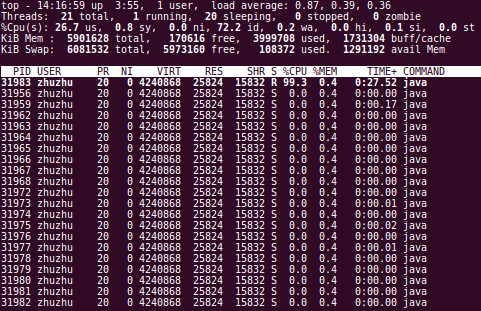 top - 14:16:59 up  3:55,  1 user,  load average: 0.87, 0.39, 0.36
Threads:  21 total,   1 running,  20 sleeping,   0 stopped,   0 zombie
%Cpu(s): 26.7 us,  0.8 sy,  0.0 ni, 72.2 id,  0.2 wa,  0.0 hi,  0.1 si,  0.0 st
KiB Mem :  5901628 total,   170616 free,  3999708 used,  1731304 buff/cache
KiB Swap:  6081532 total,  5973160 free,   108372 used.  1291192 avail Mem
PID USER      PR  NI    VIRT    RES    SHR S %CPU %MEM     TIME+ COMMAND
31983 zhuzhu    20   0 4240868  25824  15832 R 99.3  0.4   0:27.52 java
31956 zhuzhu    20   0 4240868  25824  15832 S  0.0  0.4   0:00.00 java
31959 zhuzhu    20   0 4240868  25824  15832 S  0.0  0.4   0:00.17 java
31962 zhuzhu    20   0 4240868  25824  15832 S  0.0  0.4   0:00.00 java
31963 zhuzhu    20   0 4240868  25824  15832 S  0.0  0.4   0:00.00 java
31964 zhuzhu    20   0 4240868  25824  15832 S  0.0  0.4   0:00.00 java
31965 zhuzhu    20   0 4240868  25824  15832 S  0.0  0.4   0:00.00 java
31966 zhuzhu    20   0 4240868  25824  15832 S  0.0  0.4   0:00.00 java
31968 zhuzhu    20   0 4240868  25824  15832 S  0.0  0.4   0:00.00 java
31972 zhuzhu    20   0 4240868  25824  15832 S  0.0  0.4   0:00.00 java
31973 zhuzhu    20   0 4240868  25824  15832 S  0.0  0.4   0:00.01 java
31974 zhuzhu    20   0 4240868  25824  15832 S  0.0  0.4   0:00.00 java
31975 zhuzhu    20   0 4240868  25824  15832 S  0.0  0.4   0:00.02 java
31976 zhuzhu    20   0 4240868  25824  15832 S  0.0  0.4   0:00.00 java
31977 zhuzhu    20   0 4240868  25824  15832 S  0.0  0.4   0:00.01 java
31978 zhuzhu    20   0 4240868  25824  15832 S  0.0  0.4   0:00.00 java
31979 zhuzhu    20   0 4240868  25824  15832 S  0.0  0.4   0:00.00 java
31980 zhuzhu    20   0 4240868  25824  15832 S  0.0  0.4   0:00.00 java
31981 zhuzhu    20   0 4240868  25824  15832 S  0.0  0.4   0:00.01 java
31982 zhuzhu    20   0 4240868  25824  15832 S  0.0  0.4   0:00.00 java